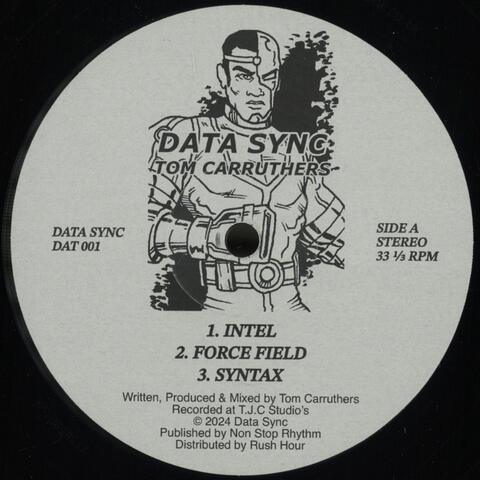 DATA SYNC
TOM CARRUTHERS
DATA SYNC
DAT 001
SIDE A
STEREO
33 ⅓ RPM
1. INTEL
2. FORCE FIELD
3. SYNTAX
Written, Produced & Mixed by Tom Carruthers
Recorded at T.J.C Studio's
© 2024 Data Sync
Published by Non Stop Rhythm
Distributed by Rush Hour